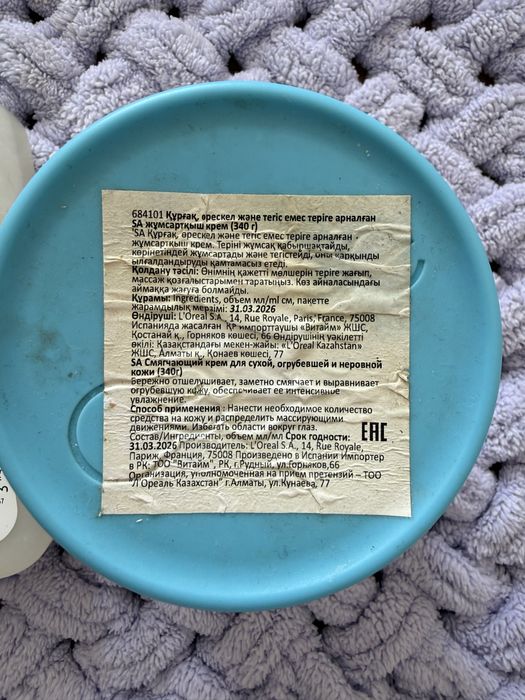 684101 Құрғақ, өрескел және тегіс емес теріге арналған
SA жұмсартқыш крем (340 г)
SA Құрғақ, өрескел және тегіс емес теріге арналған
жұмсартқыш крем. Теріні жұмсақ қабыршақтайды,
көрінетіндей жұмсартады және тегістейді, оны қарқынды
ылғалдандыруды қамтамасыз етеді.
Қолдану тәсілі: Өнімнің қажетті мөлшерін теріге жағып,
массаж қозғалыстарымен таратыңыз. Көз айналасындағы
аймаққа жағуға болмайды.
Құрамы: Ingredients, объем мл/ml см, пакетте
жарамдылық мерзімі: 31.03.2026
Өндіруші: L'Oreal S.A., 14, Rue Royale, Paris, France, 75008
Испанияда жасалған ҚР импорттаушы «Витайм» ЖШС,
Қостанай қ., Горняков көшесі, 66 Өндірушінің уәкілетті
өкілі: Қазақстандағы мекен-жайы: «L'Oreal Kazahstan»
ЖШС, Алматы қ., Қонаев көшесі, 77
SA Смягчающий крем для сухой, огрубевшей и неровной
кожи (340г)
Бережно отшелушивает, заметно смягчает и выравнивает
огрубевшую кожу, обеспечивает ее интенсивное
увлажнение.
Способ применения : Нанести необходимое количество
средства на кожу и распределить массирующими
движениями. Избегать области вокруг глаз.
Состав/Ингредиенты, объем мл/ml Срок годности:
31.03.2026 Производитель: L'Oreal S.A., 14, Rue Royale,
Париж, Франция, 75008 Произведено в Испании Импортер
в РК: ТОО "Витайм", РК, г.Рудный, ул.Горняков,66
Организация, уполномоченная на прием претензий – ТОО
"Л Ореаль Казахстан" г.Алматы, ул.Кунаева, 77
EAC